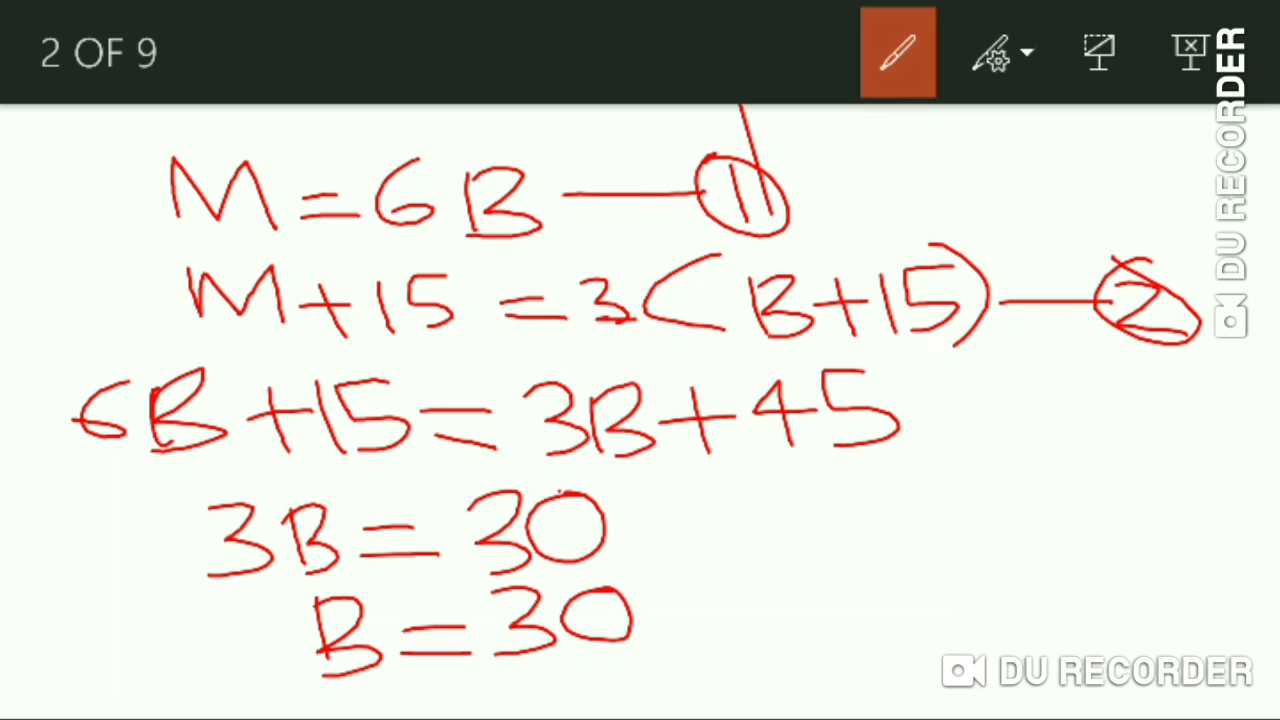 2 OF 9
M = 6B — 11
M + 15 = 3(B + 15) — 2
6B + 15 = 3B + 45
3B = 30
B = 30
DU RECORDER
DU RECORDER